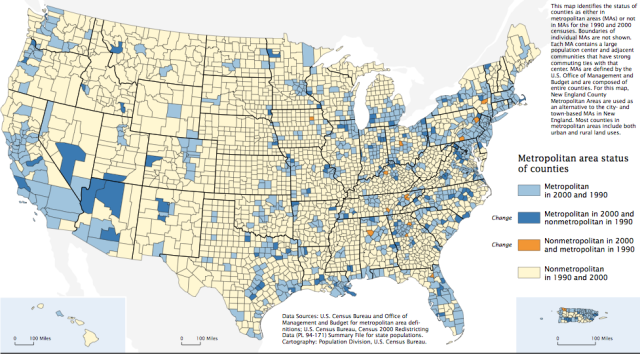 This map identifies the status of
counties as either in
metropolitan areas (MAs) or not
in MAs for the 1990 and 2000
censuses. Boundaries of
individual MAs are not shown.
Each MA contains a large
population center and adjacent
communities that have strong
commuting ties with that
center. MAs are defined by the
U.S. Office of Management and
Budget and are composed of
entire counties. For this map,
New England County
Metropolitan Areas are used as
an alternative to the city- and
town-based MAs in New
England. Most counties in
metropolitan areas include both
urban and rural land uses.
Metropolitan area status
of counties
Metropolitan
in 2000 and 1990
Change
Metropolitan in 2000 and
nonmetropolitan in 1990
Change
Nonmetropolitan in 2000
and metropolitan in 1990
Nonmetropolitan
in 1990 and 2000
Data Sources: U.S. Census Bureau and Office of
Management and Budget for metropolitan area defi-
nitions; U.S. Census Bureau, Census 2000 Redistricting
Data (PL 94-171) Summary File for state populations.
Cartography: Population Division, U.S. Census Bureau.
0 100 Miles
0 100 Miles
0 100 Miles